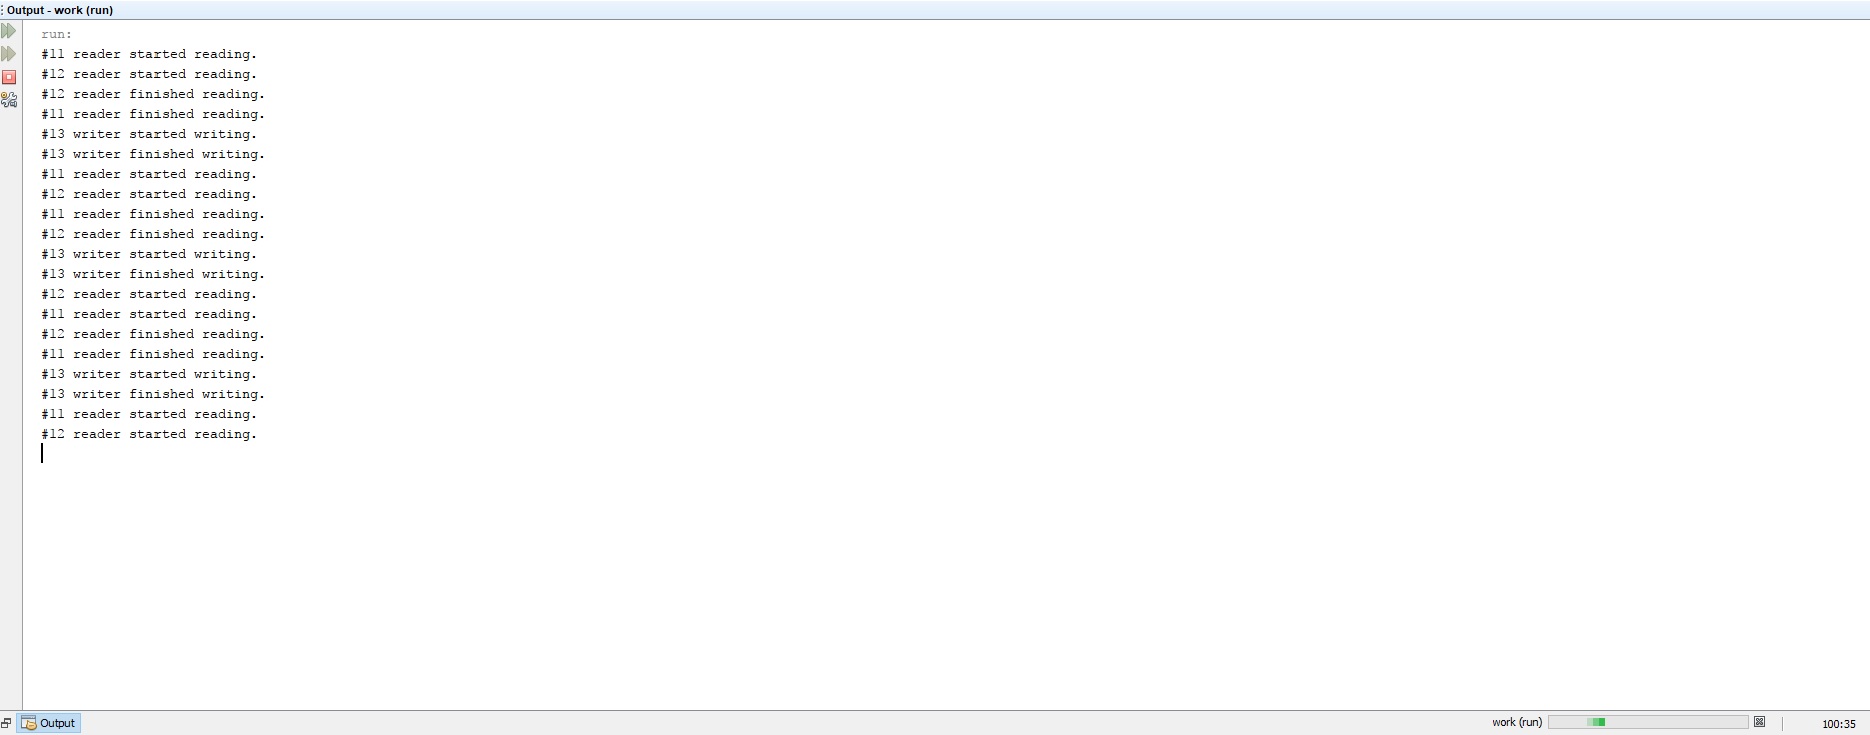 Output - work (run)
run:
#11 reader started reading.
#12 reader started reading.
#12 reader finished reading.
#11 reader finished reading.
#13 writer started writing.
#13 writer finished writing.
#11 reader started reading.
#12 reader started reading.
#11 reader finished reading.
#12 reader finished reading.
#13 writer started writing.
#13 writer finished writing.
#12 reader started reading.
#11 reader started reading.
#12 reader finished reading.
#11 reader finished reading.
#13 writer started writing.
#13 writer finished writing.
#11 reader started reading.
#12 reader started reading.
Output
work (run)
100:35